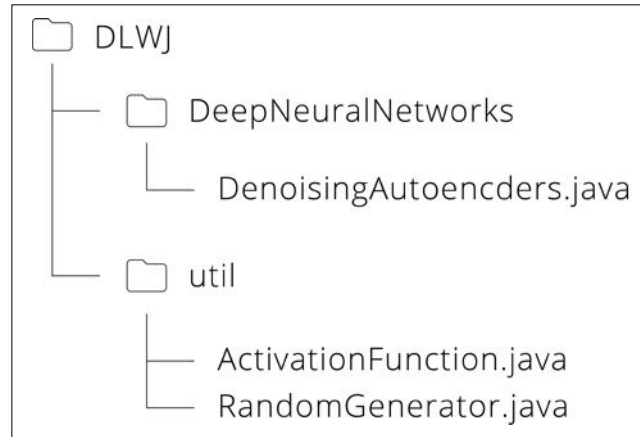 DLWJ
DeepNeuralNetworks
DenoisingAutoencders.java
util
ActivationFunction.java
RandomGenerator.java